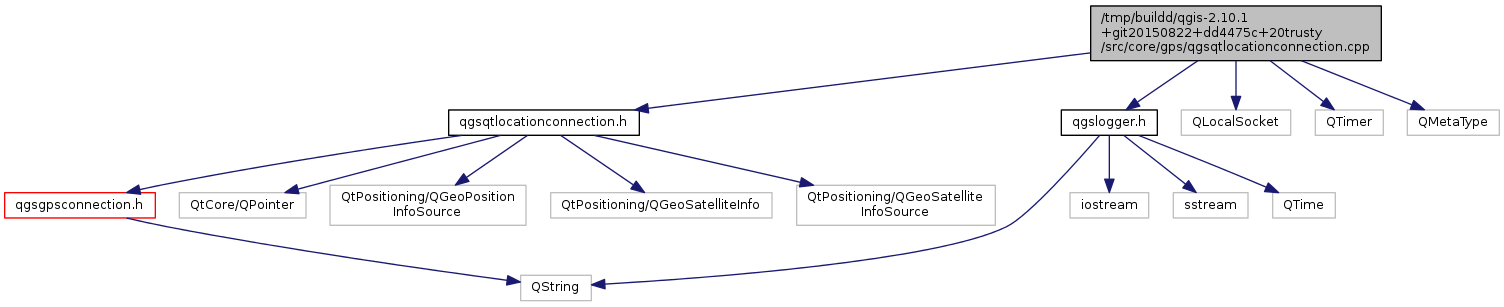 /tmp/buildd/qgis-2.10.1
+git20150822+dd4475c+20trusty
/src/core/gps/qgsqtlocationconnection.cpp
qgsqtlocationconnection.h
qgslogger.h
QLocalSocket
QTimer
QMetaType
qgsgpsconnection.h
QtCore/QPointer
QtPositioning/QGeoPosition
InfoSource
QtPositioning/QGeoSatelliteInfo
QtPositioning/QGeoSatellite
InfoSource
iostream
sstream
QTime
QString